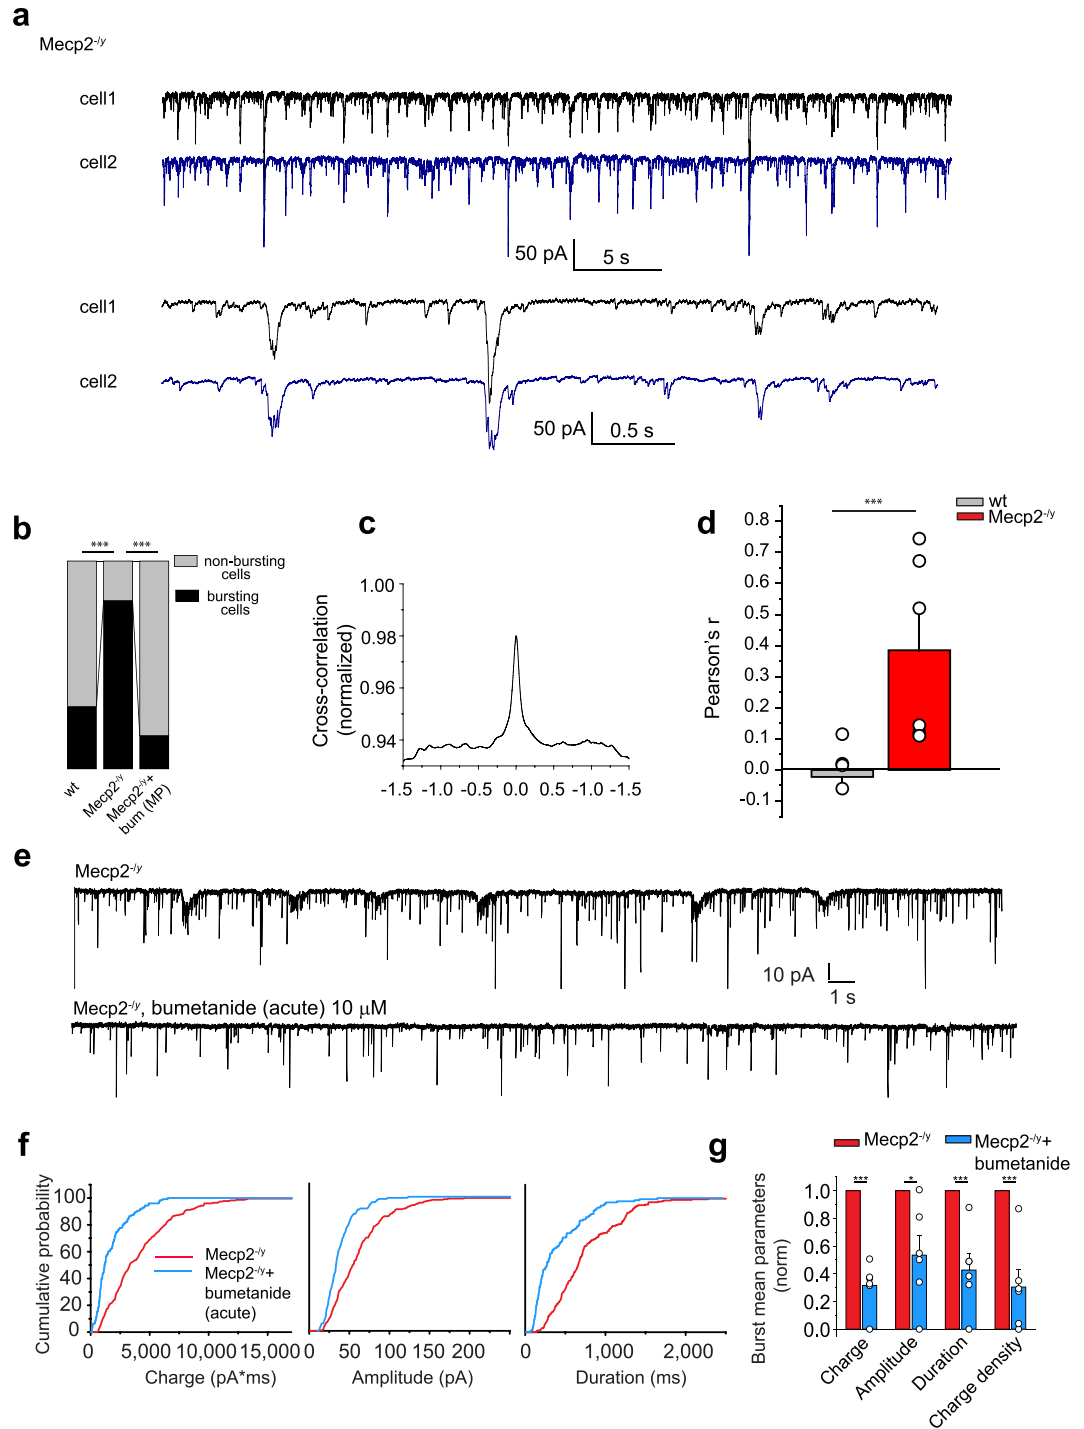 a
Mecp2-/y
cell1
cell2
50 pA
5 s
cell1
cell2
50 pA
0.5 s
b
***
***
non-bursting
cells
bursting
cells
wt
Mecp2-/y
Mecp2-/y+
bum (MP)
c
Cross-correlation
(normalized)
1.00
0.98
0.96
0.94
-1.5 -1.0 -0.5 0.0 -0.5 -1.0 -1.5
d
***
wt
Mecp2-/y
Pearson's r
0.8
0.7
0.6
0.5
0.4
0.3
0.2
0.1
0.0
-0.1
e
Mecp2-/y
10 pA
1 s
Mecp2-/y, bumetanide (acute) 10 µM
f
Cumulative probability
100
80
60
40
20
0
Mecp2-/y
Mecp2-/y+
bumetanide
(acute)
0 5,000 10,000 15,000
Charge (pA*ms)
0 50 100 150 200
Amplitude (pA)
0 1,000 2,000
Duration (ms)
g
Mecp2-/y
Mecp2-/y+
bumetanide
Burst mean parameters
(norm)
1.0
0.8
0.6
0.4
0.2
0.0
*** * *** ***
Charge
Amplitude
Duration
Charge density